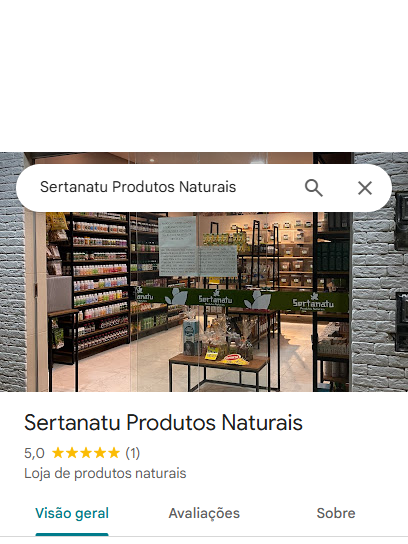 Sertanatu Produtos Naturais
Sertanatu
Sertanatu
Produtos Naturais
Sertanatu
Sertanatu Produtos Naturais
5,0 ★★★★★ (1)
Loja de produtos naturais
Visão geral Avaliações Sobre